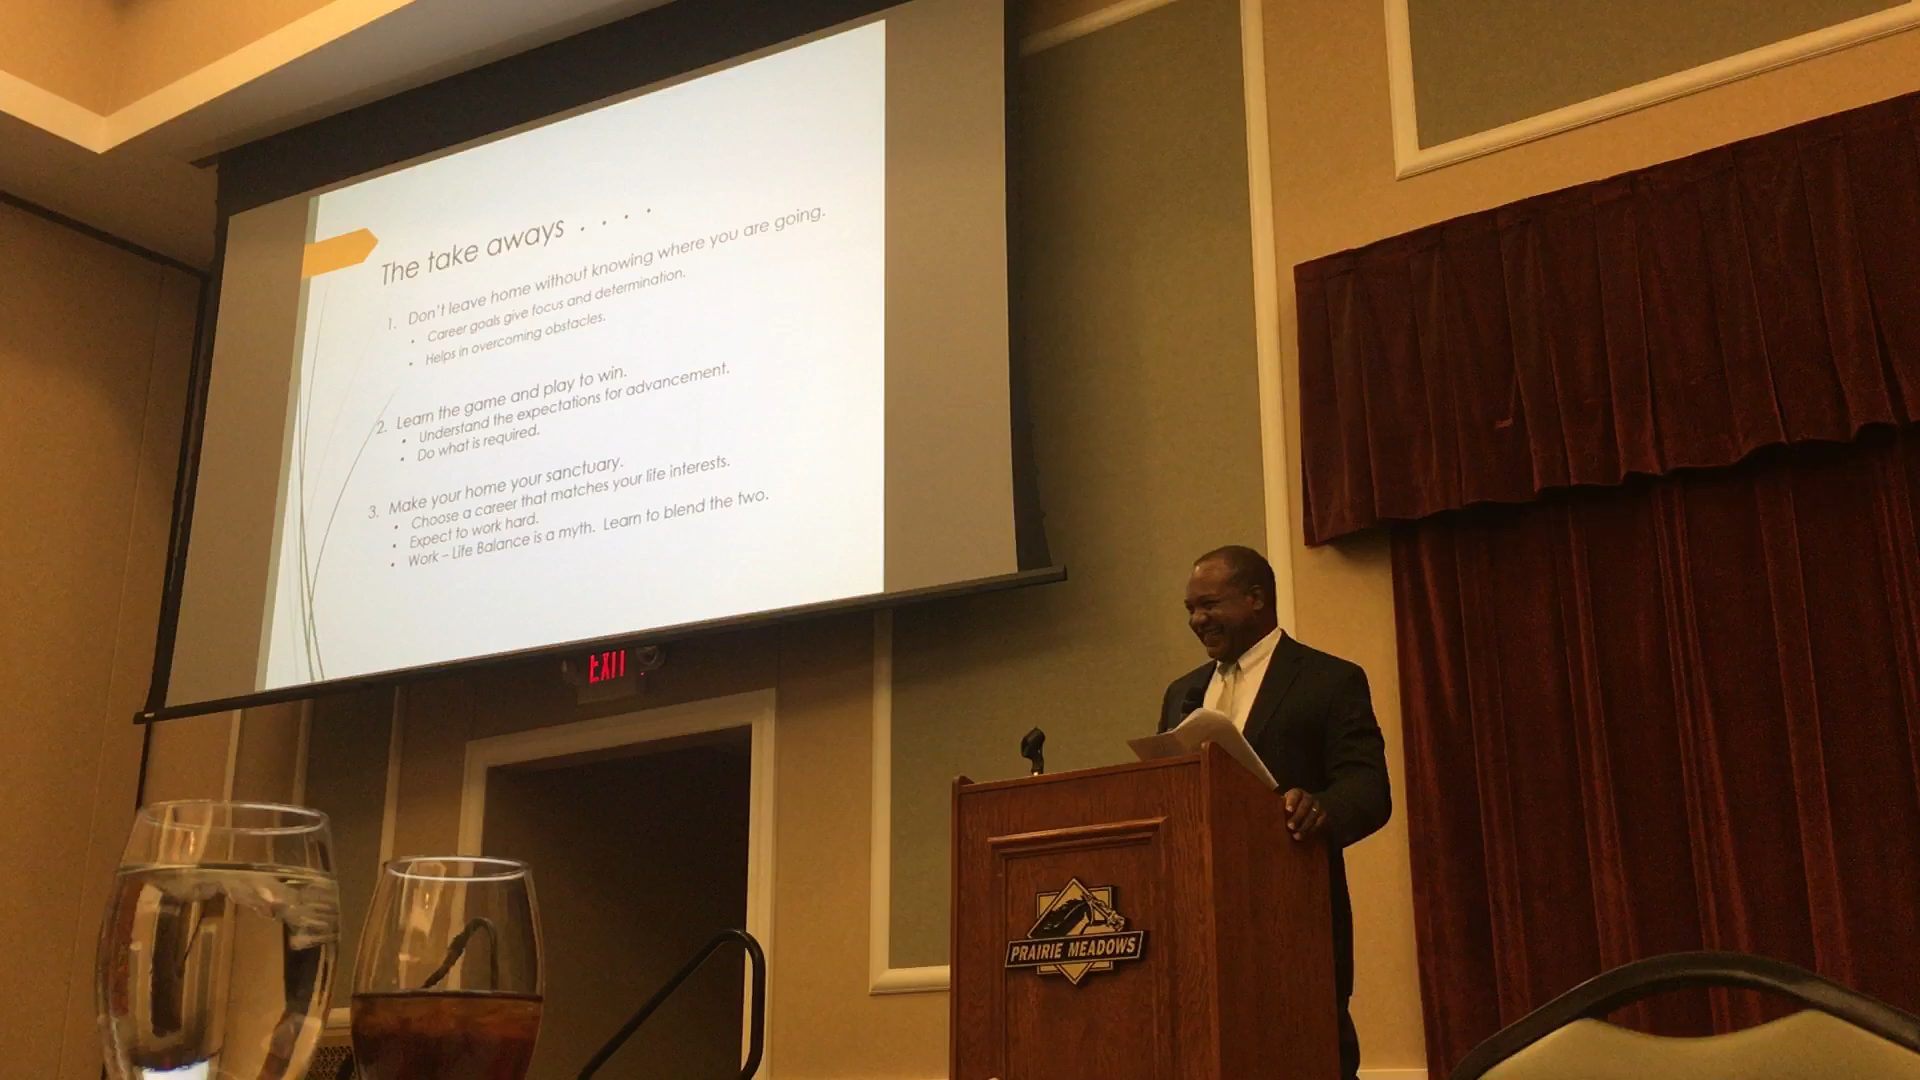 The take aways . . . .
1. Don't leave home without knowing where you are going.
• Career goals give focus and determination.
• Helps in overcoming obstacles.
2. Learn the game and play to win.
• Understand the expectations for advancement.
• Do what is required.
3. Make your home your sanctuary.
• Choose a career that matches your life interests.
• Expect to work hard.
• Work – Life Balance is a myth. Learn to blend the two.
EXIT
PRAIRIE MEADOWS